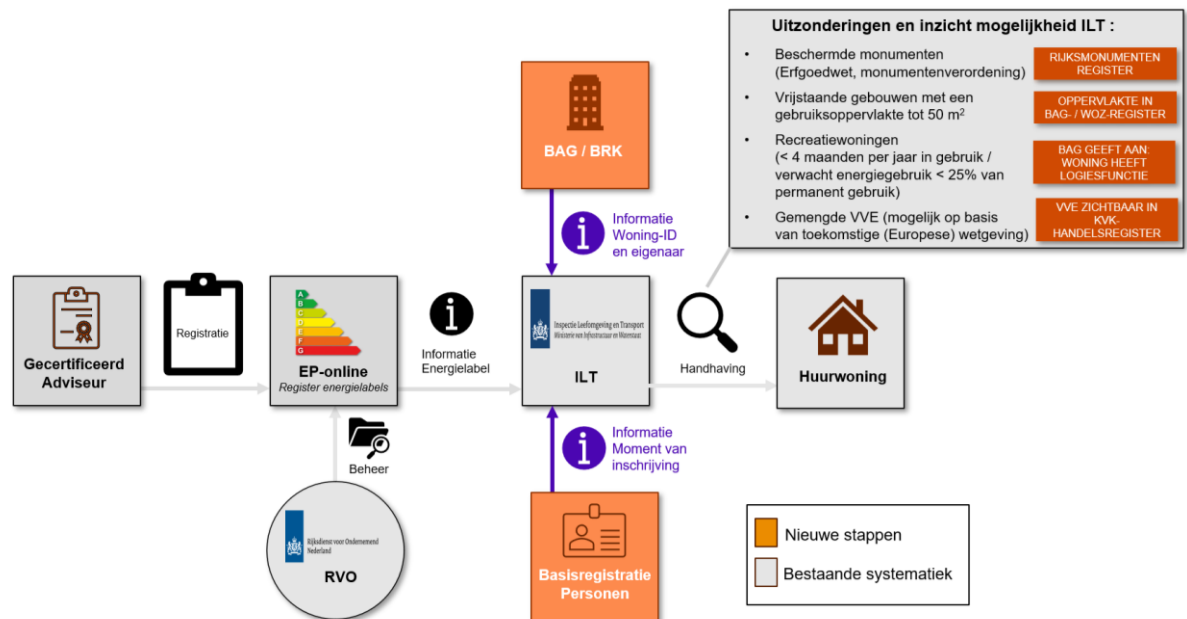 Uitzonderingen en inzicht mogelijkheid ILT :
• Beschermde monumenten
(Erfgoedwet, monumentenverordening)
RIJKSMONUMENTEN
REGISTER
• Vrijstaande gebouwen met een
gebruiksoppervlakte tot 50 m²
OPPERVLAKTE IN
BAG- / WOZ-REGISTER
• Recreatiewoningen
(< 4 maanden per jaar in gebruik /
verwacht energiegebruik < 25% van
permanent gebruik)
BAG GEEFT AAN:
WONING HEEFT
LOGIESFUNCTIE
• Gemengde VVE (mogelijk op basis
van toekomstige (Europese) wetgeving)
VVE ZICHTBAAR IN
KVK-
HANDELSREGISTER
BAG / BRK
Informatie
Woning-ID
en eigenaar
Gecertificeerd
Adviseur
Registratie
A
B
C
D
E
F
G
EP-online
Register energielabels
Informatie
Energielabel
Inspectie Leefomgeving en Transport
Ministerie van Infrastructuur en Waterstaat
ILT
Handhaving
Huurwoning
Beheer
Rijksdienst voor Ondernemend
Nederland
RVO
Informatie
Moment van
inschrijving
Basisregistratie
Personen
Nieuwe stappen
Bestaande systematiek